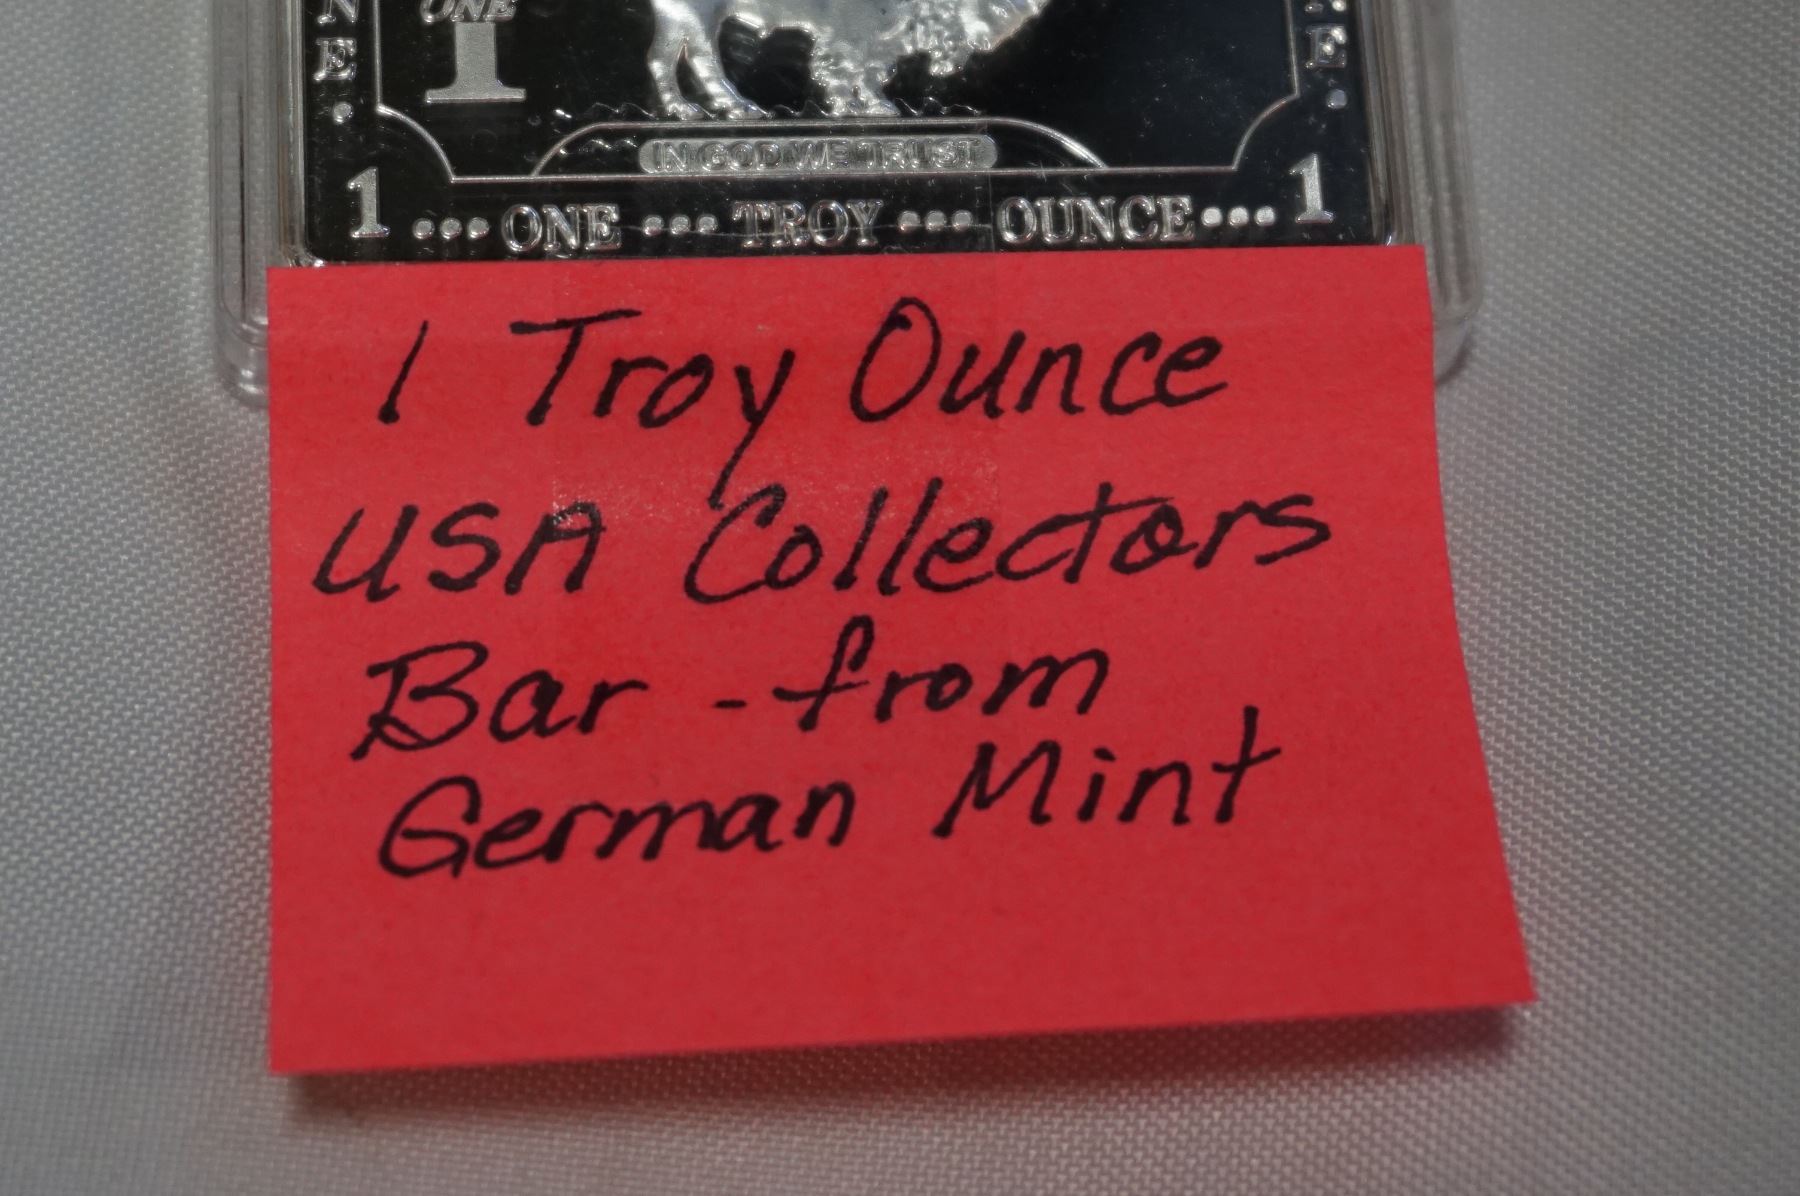 N
E
ONE
1
E
IN GOD WE TRUST
1 ... ONE ... TROY ... OUNCE ... 1
1 Troy Ounce
USA Collectors
Bar - from
German Mint